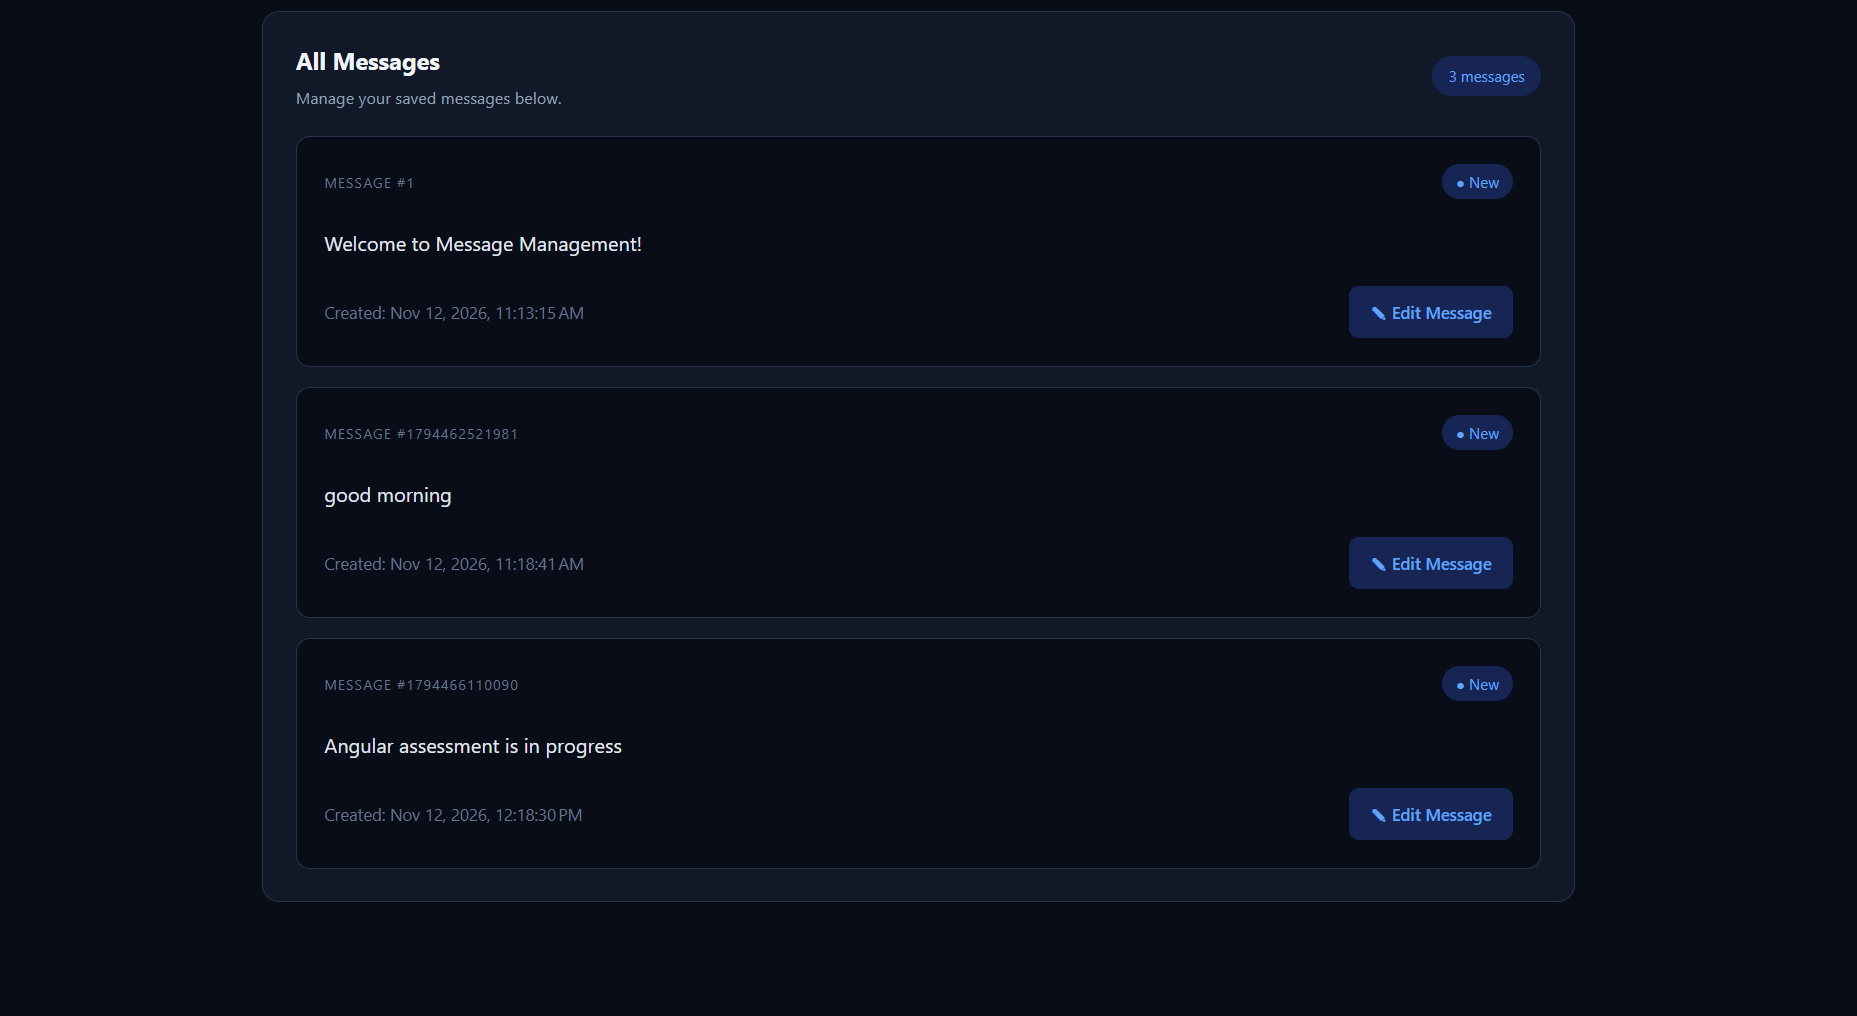 All Messages
Manage your saved messages below.
3 messages
MESSAGE #1
● New
Welcome to Message Management!
Created: Nov 12, 2026, 11:13:15 AM
✎ Edit Message
MESSAGE #1794462521981
● New
good morning
Created: Nov 12, 2026, 11:18:41 AM
✎ Edit Message
MESSAGE #1794466110090
● New
Angular assessment is in progress
Created: Nov 12, 2026, 12:18:30 PM
✎ Edit Message